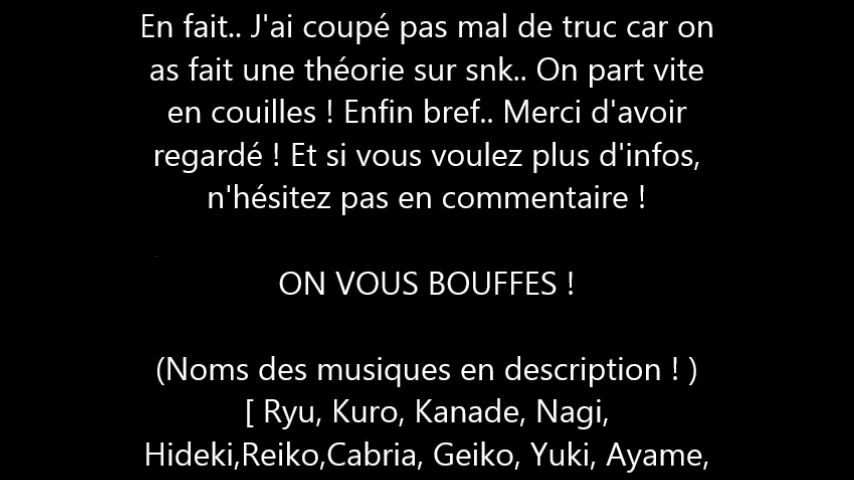 En fait.. J'ai coupé pas mal de truc car on
as fait une théorie sur snk.. On part vite
en couilles ! Enfin bref.. Merci d'avoir
regardé ! Et si vous voulez plus d'infos,
n'hésitez pas en commentaire !
ON VOUS BOUFFES !
(Noms des musiques en description ! )
[ Ryu, Kuro, Kanade, Nagi,
Hideki,Reiko,Cabria, Geiko, Yuki, Ayame,